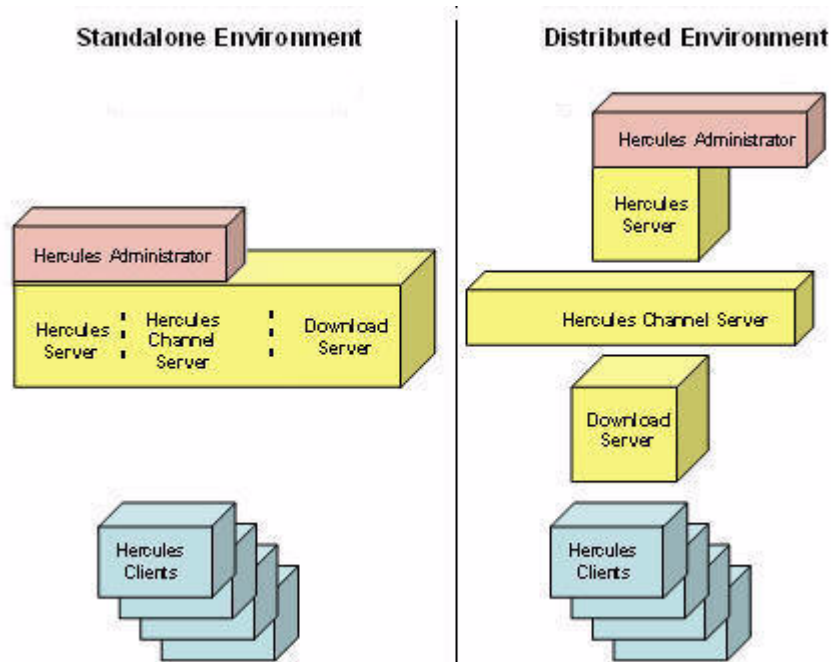 Standalone Environment
Hercules Administrator
Hercules
Server
Hercules
Channel
Server
Download
Server
Hercules
Clients
Distributed Environment
Hercules Administrator
Hercules
Server
Hercules Channel Server
Download
Server
Hercules
Clients